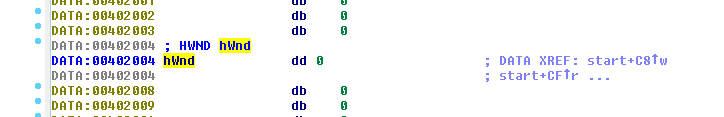 DATA:00402001 db 0
DATA:00402002 db 0
DATA:00402003 db 0
DATA:00402004 ; HWND hWnd
DATA:00402004 hWnd dd 0 ; DATA XREF: start+C8↑w
DATA:00402004 ; start+CF↑r ...
DATA:00402008 db 0
DATA:00402009 db 0